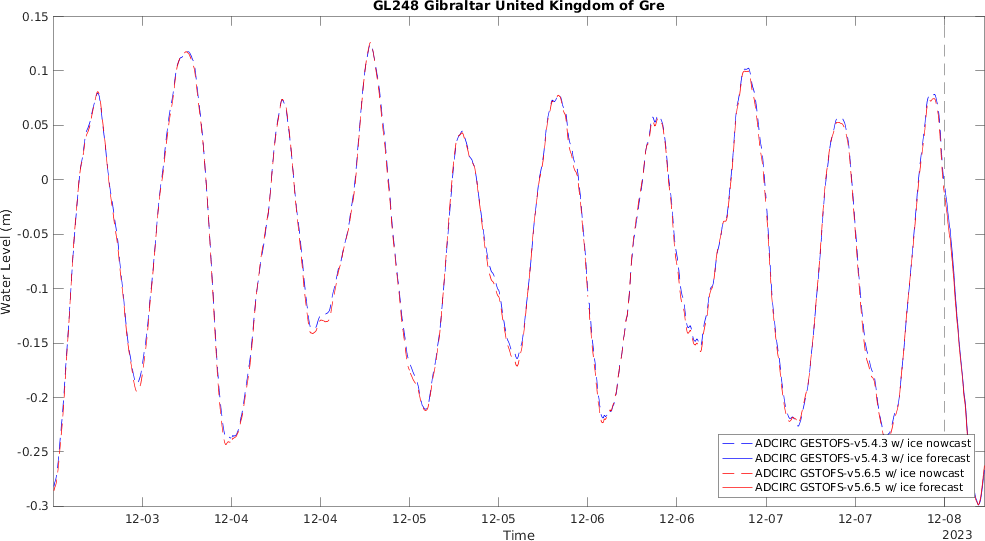 GL248 Gibraltar United Kingdom of Gre
0.15
0.1
0.05
0
-0.05
-0.1
-0.15
-0.2
-0.25
-0.3
Water Level (m)
ADCIRC GESTOFS-v5.4.3 w/ ice nowcast
ADCIRC GESTOFS-v5.4.3 w/ ice forecast
ADCIRC GSTOFS-v5.6.5 w/ ice nowcast
ADCIRC GSTOFS-v5.6.5 w/ ice forecast
12-03 12-04 12-04 12-05 12-05 12-06 12-06 12-07 12-07 12-08
Time
2023